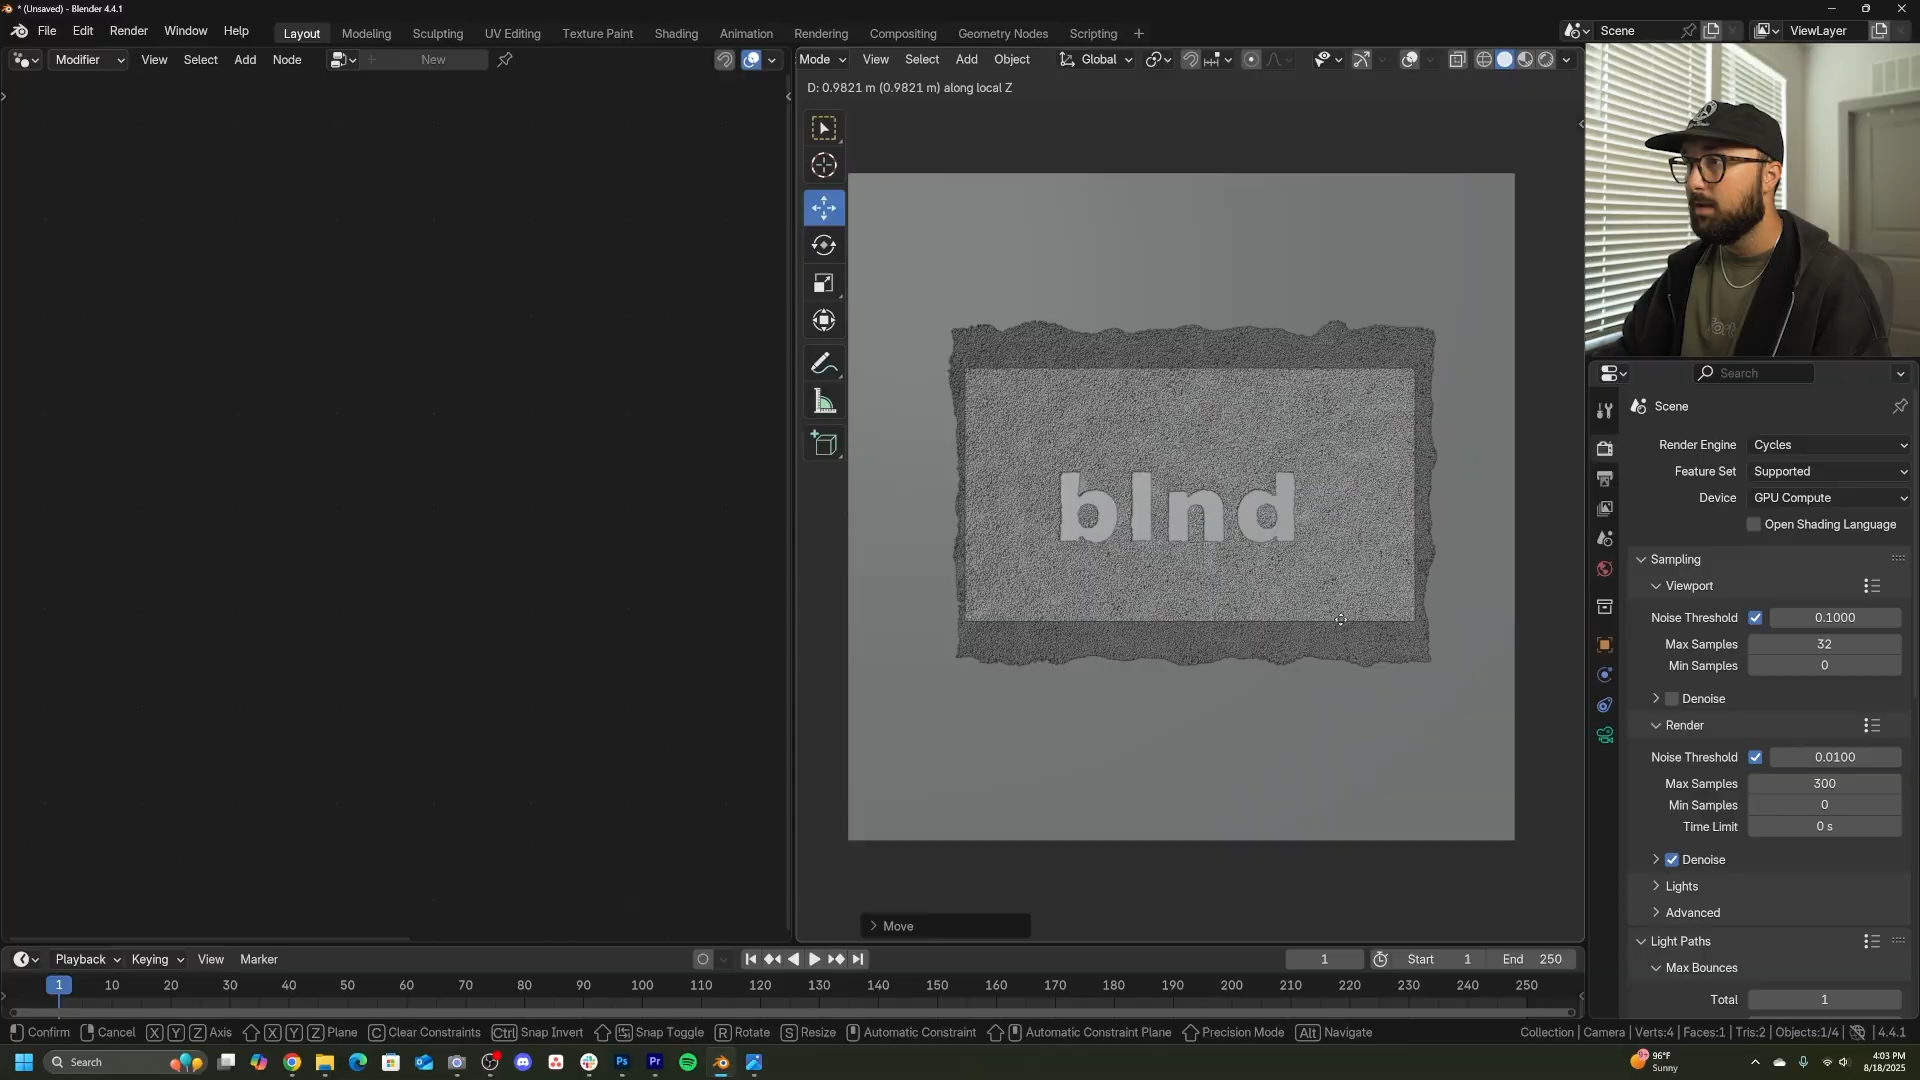 * (Unsaved) - Blender 4.4.1
File Edit Render Window Help Layout Modeling Sculpting UV Editing Texture Paint Shading Animation Rendering Compositing Geometry Nodes Scripting + Scene ViewLayer
Modifier View Select Add Node New Mode View Select Add Object Global
D: 0.9821 m (0.9821 m) along local Z
Search
Scene
Render Engine Cycles
Feature Set Supported
Device GPU Compute
Open Shading Language
Sampling
Viewport
Noise Threshold 0.1000
Max Samples 32
Min Samples 0
Denoise
Render
Noise Threshold 0.0100
Max Samples 300
Min Samples 0
Time Limit 0 s
Denoise
Lights
Advanced
Light Paths
Max Bounces
Total 1
blnd
Move
Playback Keying View Marker 1 Start 1 End 250
1 10 20 30 40 50 60 70 80 90 100 110 120 130 140 150 160 170 180 190 200 210 220 230 240 250
Confirm Cancel X Y Z Axis X Y Z Plane C Clear Constraints Ctrl Snap Invert Snap Toggle R Rotate S Resize Automatic Constraint Automatic Constraint Plane Precision Mode Alt Navigate Collection | Camera | Verts:4 | Faces:1 | Tris:2 | Objects:1/4 | 4.4.1
Search 96°F 4:03 PM
Sunny 8/18/2025